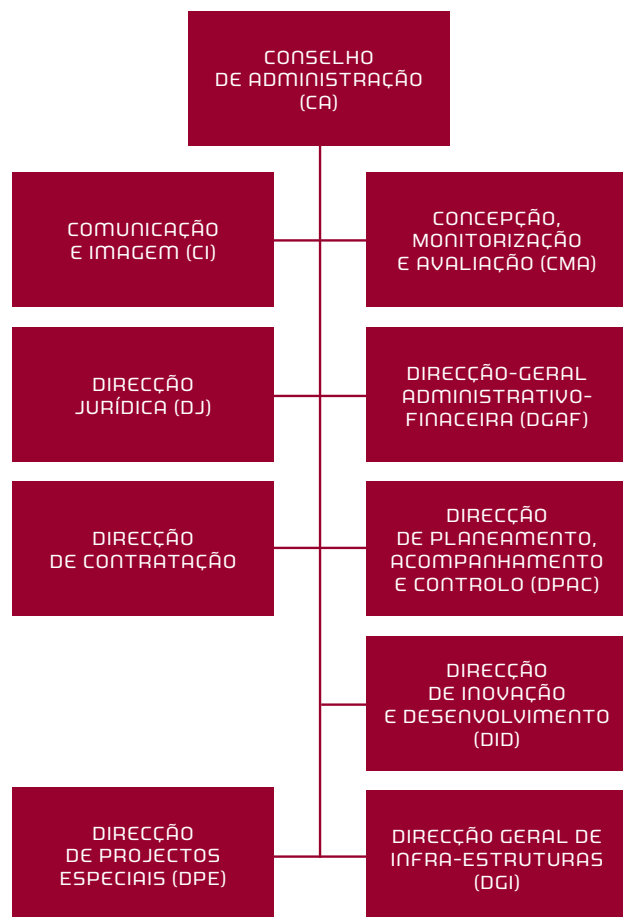 CONSELHO
DE ADMINISTRAÇÃO
(CA)
COMUNICAÇÃO
E IMAGEM (CI)
CONCEPÇÃO,
MONITORIZAÇÃO
E AVALIAÇÃO (CMA)
DIRECÇÃO
JURÍDICA (DJ)
DIRECÇÃO-GERAL
ADMINISTRATIVO-
FINACEIRA (DGAF)
DIRECÇÃO
DE CONTRATAÇÃO
DIRECÇÃO
DE PLANEAMENTO,
ACOMPANHAMENTO
E CONTROLO (DPAC)
DIRECÇÃO
DE INOVAÇÃO
E DESENVOLVIMENTO
(DID)
DIRECÇÃO
DE PROJECTOS
ESPECIAIS (DPE)
DIRECÇÃO GERAL DE
INFRA-ESTRUTURAS
(DGI)